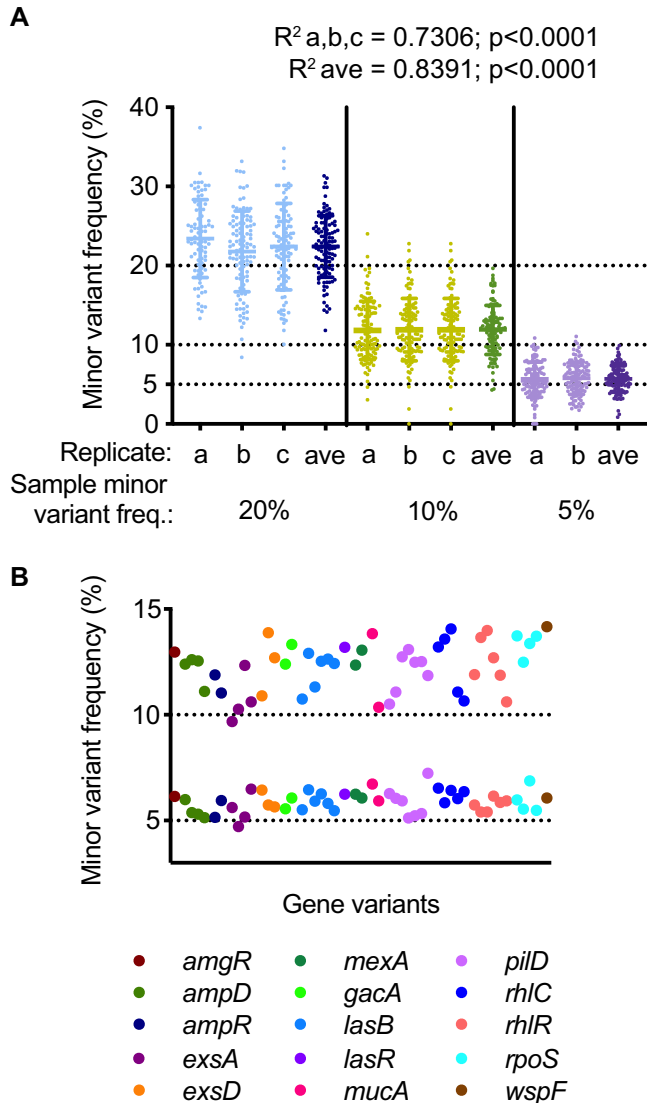 A
R² a,b,c = 0.7306; p<0.0001
R² ave = 0.8391; p<0.0001
Minor variant frequency (%)
40
30
20
10
5
0
Replicate: a b c ave a b c ave a b ave
Sample minor
variant freq.: 20% 10% 5%
B
Minor variant frequency (%)
15
10
5
Gene variants
amgR mexA pilD
ampD gacA rhlC
ampR lasB rhlR
exsA lasR rpoS
exsD mucA wspF